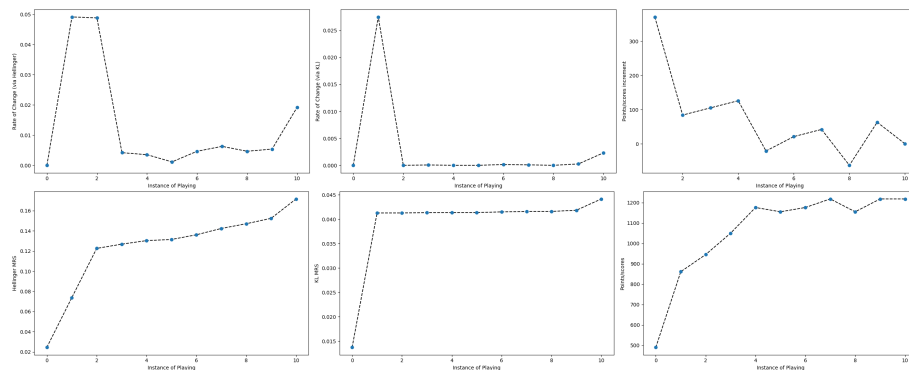 0.05
0.04
0.03
0.02
0.01
0.00
Rate of Change (via Hellinger)
0 2 4 6 8 10
Instance of Playing
0.025
0.020
0.015
0.010
0.005
0.000
Rate of Change (via KL)
0 2 4 6 8 10
Instance of Playing
300
200
100
0
Points/scores increment
2 4 6 8 10
Instance of Playing
0.16
0.14
0.12
0.10
0.08
0.06
0.04
0.02
Hellinger MRS
0 2 4 6 8 10
Instance of Playing
0.045
0.040
0.035
0.030
0.025
0.020
0.015
KL MRS
0 2 4 6 8 10
Instance of Playing
1200
1100
1000
900
800
700
600
500
Points/scores
0 2 4 6 8 10
Instance of Playing